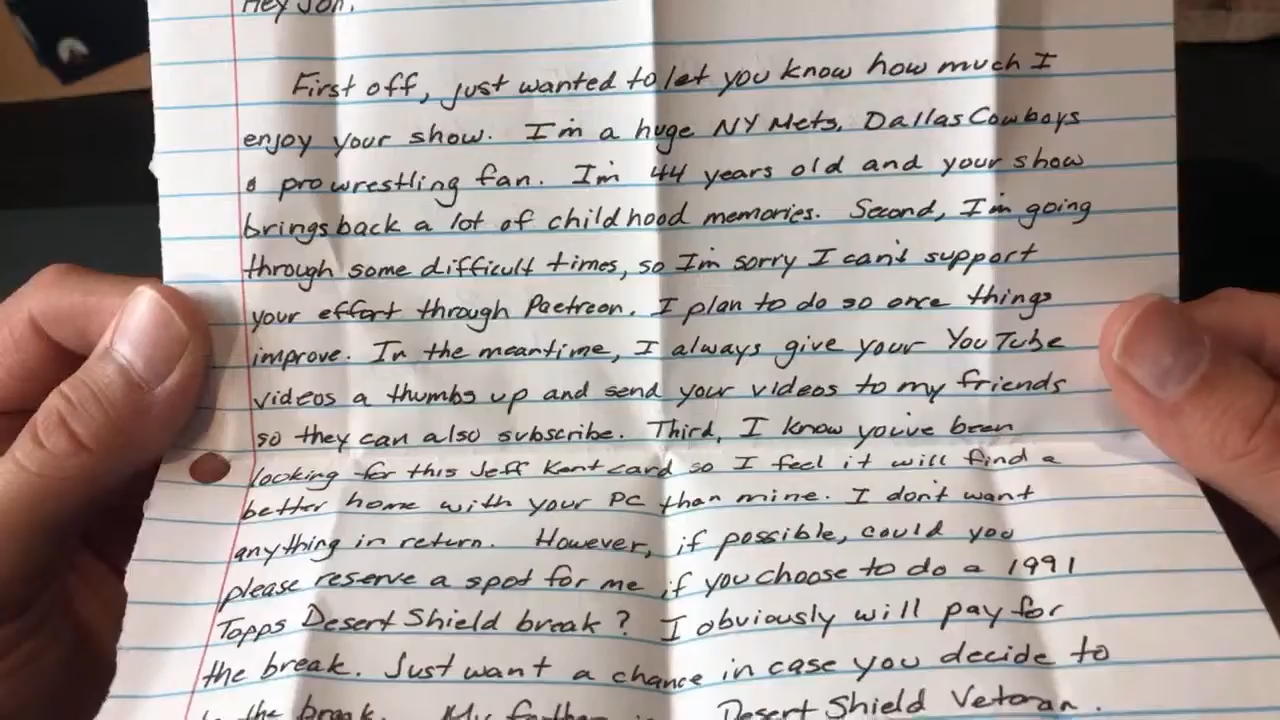 Hey Jon,
First off, just wanted to let you know how much I
enjoy your show. I'm a huge NY Mets, Dallas Cowboys
& pro wrestling fan. I'm 44 years old and your show
brings back a lot of childhood memories. Second, I'm going
through some difficult times, so I'm sorry I can't support
your effort through Paetreon. I plan to do so once things
improve. In the meantime, I always give your YouTube
videos a thumbs up and send your videos to my friends
so they can also subscribe. Third, I know you've been
looking for this Jeff Kent card so I feel it will find a
better home with your PC than mine. I don't want
anything in return. However, if possible, could you
please reserve a spot for me if you choose to do a 1991
Topps Desert Shield break? I obviously will pay for
the break. Just want a chance in case you decide to
the break. My father Desert Shield Veteran.